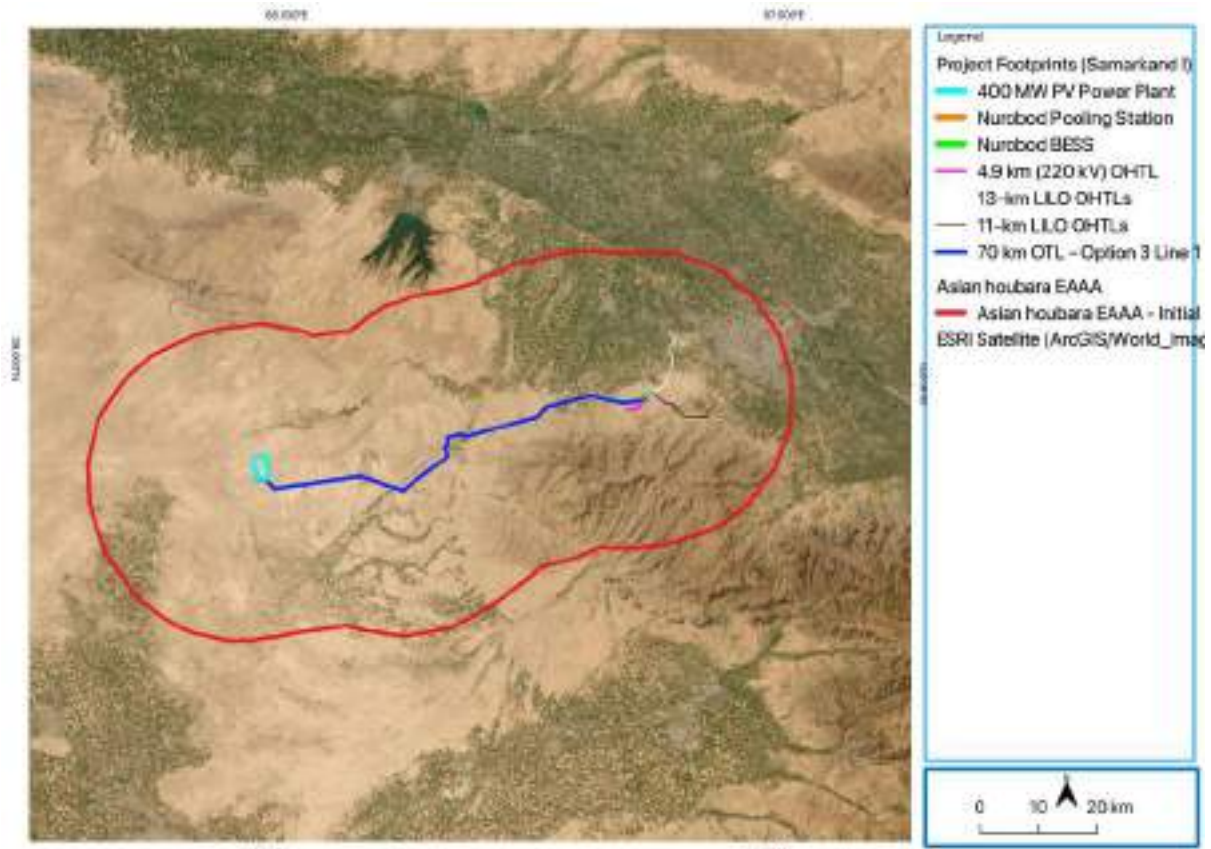 Legend
Project Footprints (Samarkand I)
400 MW PV Power Plant
Nurobod Pooling Station
Nurobod BESS
4.9 km (220 kV) OHTL
13-km LILO OHTLs
11-km LILO OHTLs
70 km OTL - Option 3 Line 1
Asian houbara EAAA
Asian houbara EAAA - Initial
ESRI Satellite (ArcGIS/World_Imag
0 10 20 km